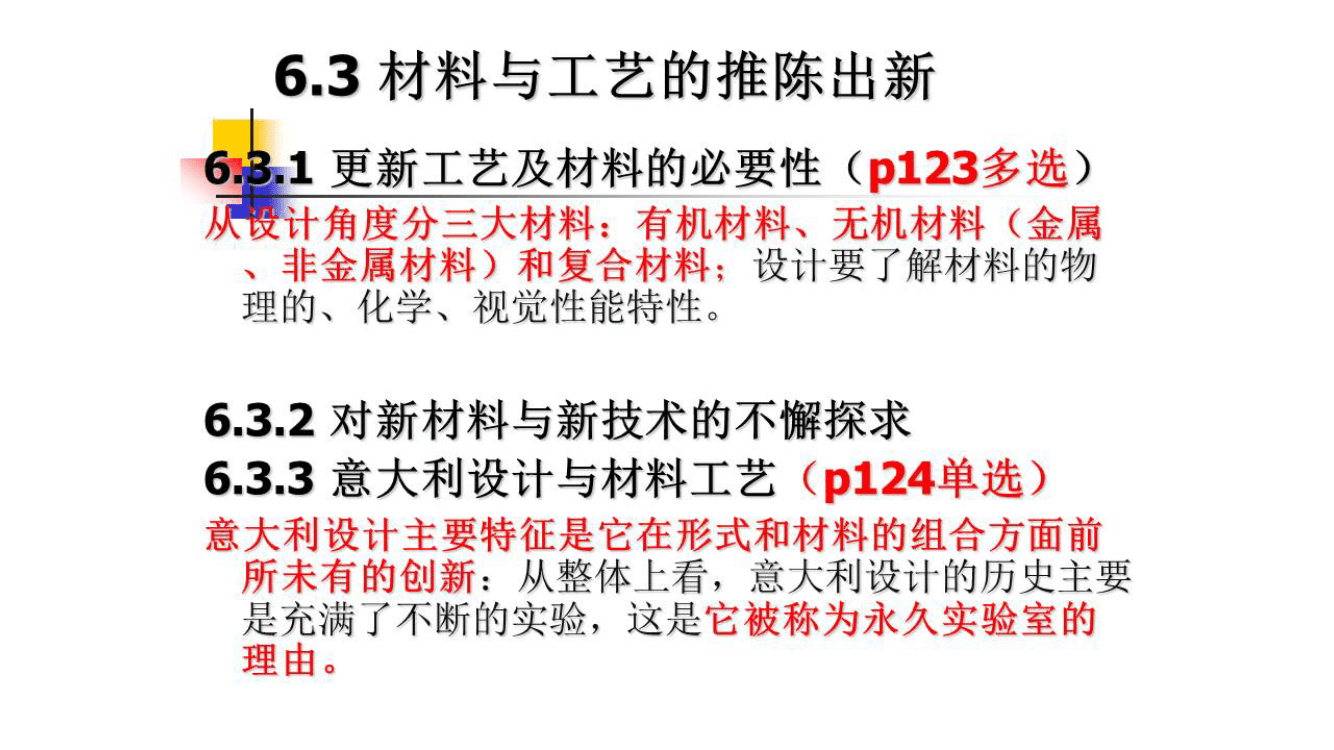 6.3 材料与工艺的推陈出新
6.3.1 更新工艺及材料的必要性（p123多选）
从设计角度分三大材料：有机材料、无机材料（金属
、非金属材料）和复合材料；设计要了解材料的物
理的、化学、视觉性能特性。
6.3.2 对新材料与新技术的不懈探求
6.3.3 意大利设计与材料工艺（p124单选）
意大利设计主要特征是它在形式和材料的组合方面前
所未有的创新：从整体上看，意大利设计的历史主要
是充满了不断的实验，这是它被称为永久实验室的
理由。